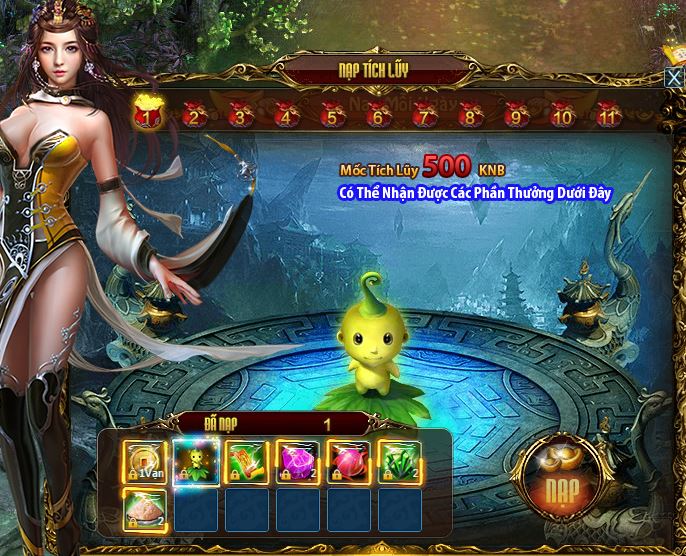 NẠP TÍCH LŨY
1 2 3 4 5 6 7 8 9 10 11
Mốc Tích Lũy 500 KNB
Có Thể Nhận Được Các Phần Thưởng Dưới Đây
ĐÃ NẠP 1
1Vạn 2 2 2
2
NẠP